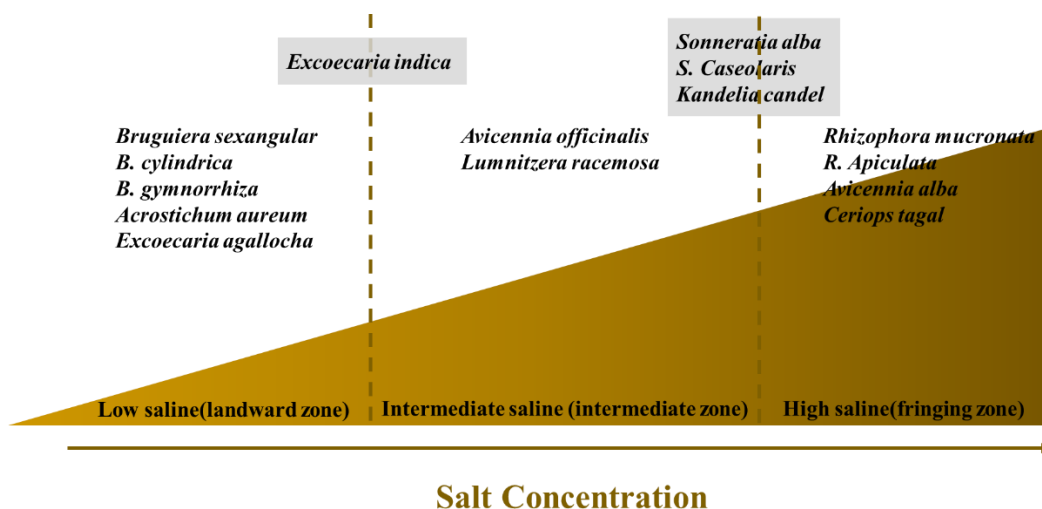 Excoecaria indica
Sonneratia alba
S. Caseolaris
Kandelia candel
Bruguiera sexangular
B. cylindrica
B. gymnorrhiza
Acrostichum aureum
Excoecaria agallocha
Avicennia officinalis
Lumnitzera racemosa
Rhizophora mucronata
R. Apiculata
Avicennia alba
Ceriops tagal
Low saline(landward zone)
Intermediate saline (intermediate zone)
High saline(fringing zone)
Salt Concentration